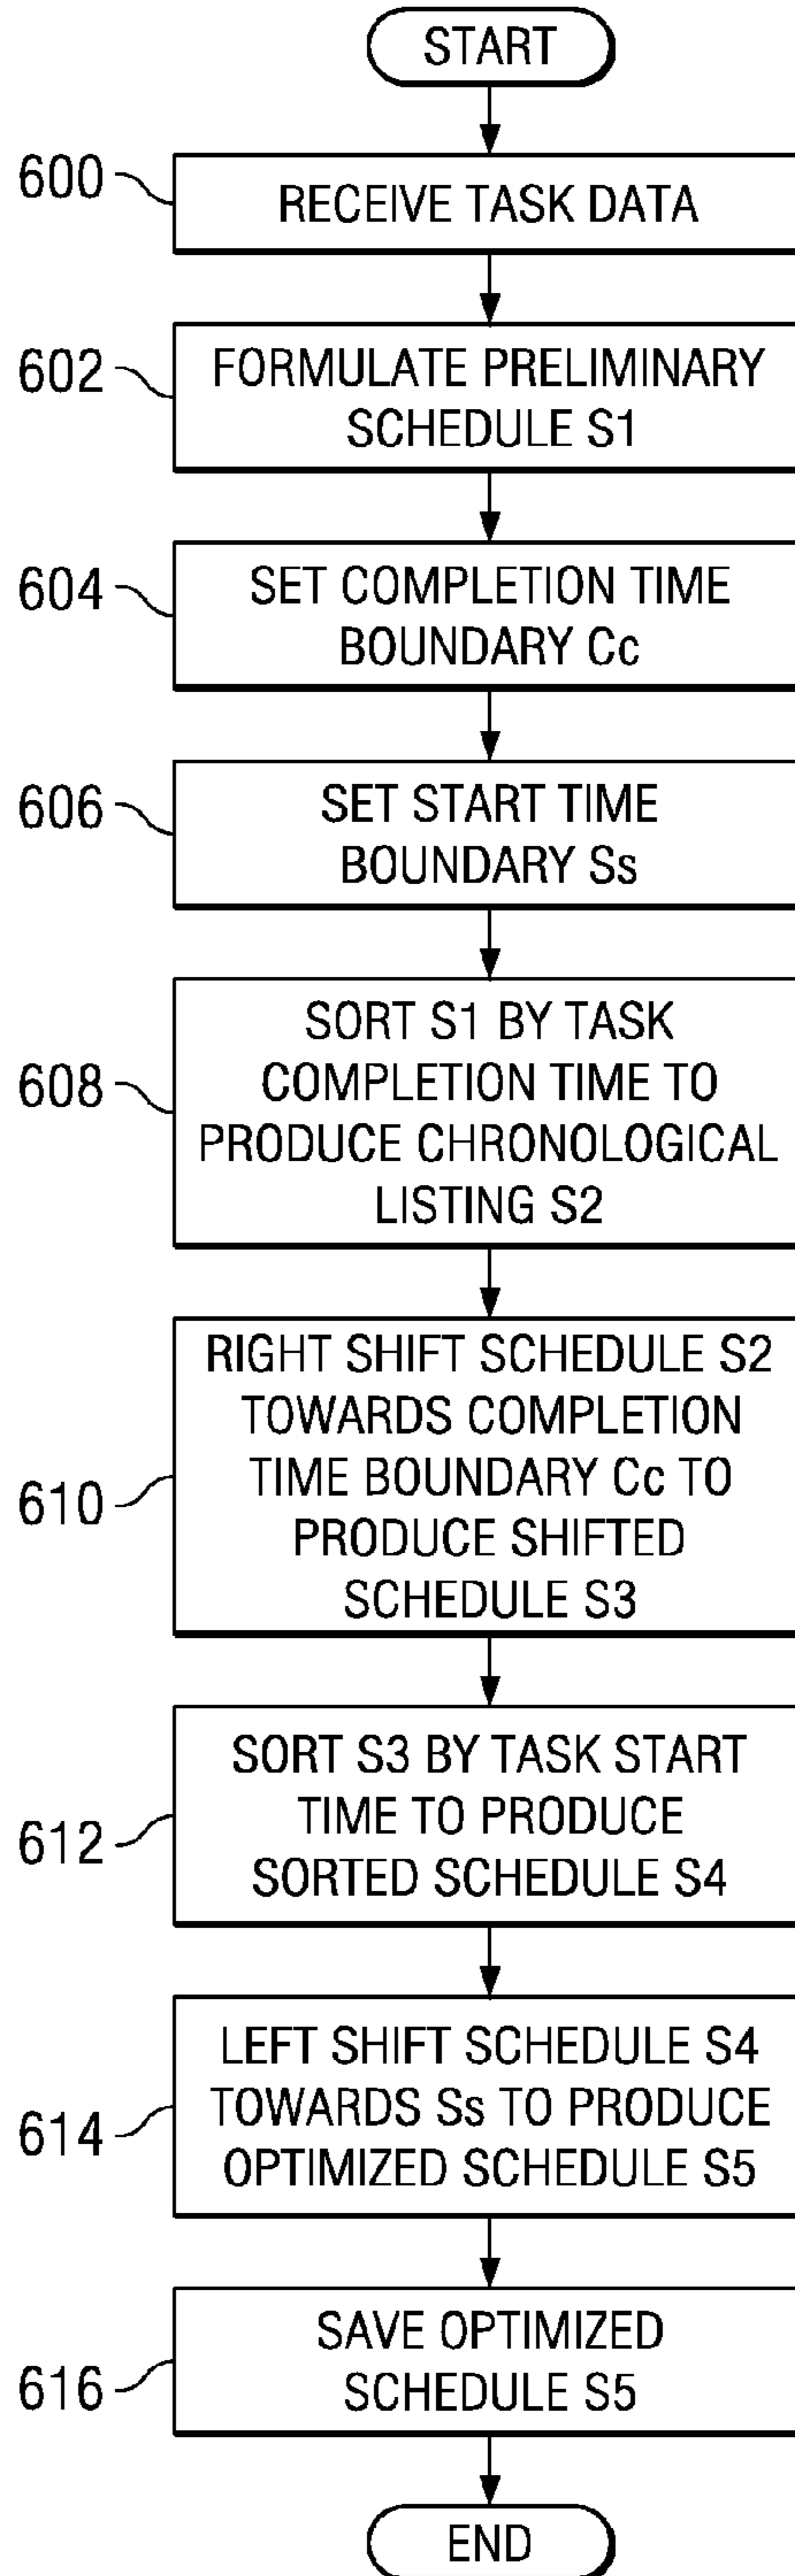 START
600
RECEIVE TASK DATA
602
FORMULATE PRELIMINARY
SCHEDULE S1
604
SET COMPLETION TIME
BOUNDARY Cc
606
SET START TIME
BOUNDARY Ss
608
SORT S1 BY TASK
COMPLETION TIME TO
PRODUCE CHRONOLOGICAL
LISTING S2
610
RIGHT SHIFT SCHEDULE S2
TOWARDS COMPLETION
TIME BOUNDARY Cc TO
PRODUCE SHIFTED
SCHEDULE S3
612
SORT S3 BY TASK START
TIME TO PRODUCE
SORTED SCHEDULE S4
614
LEFT SHIFT SCHEDULE S4
TOWARDS Ss TO PRODUCE
OPTIMIZED SCHEDULE S5
616
SAVE OPTIMIZED
SCHEDULE S5
END